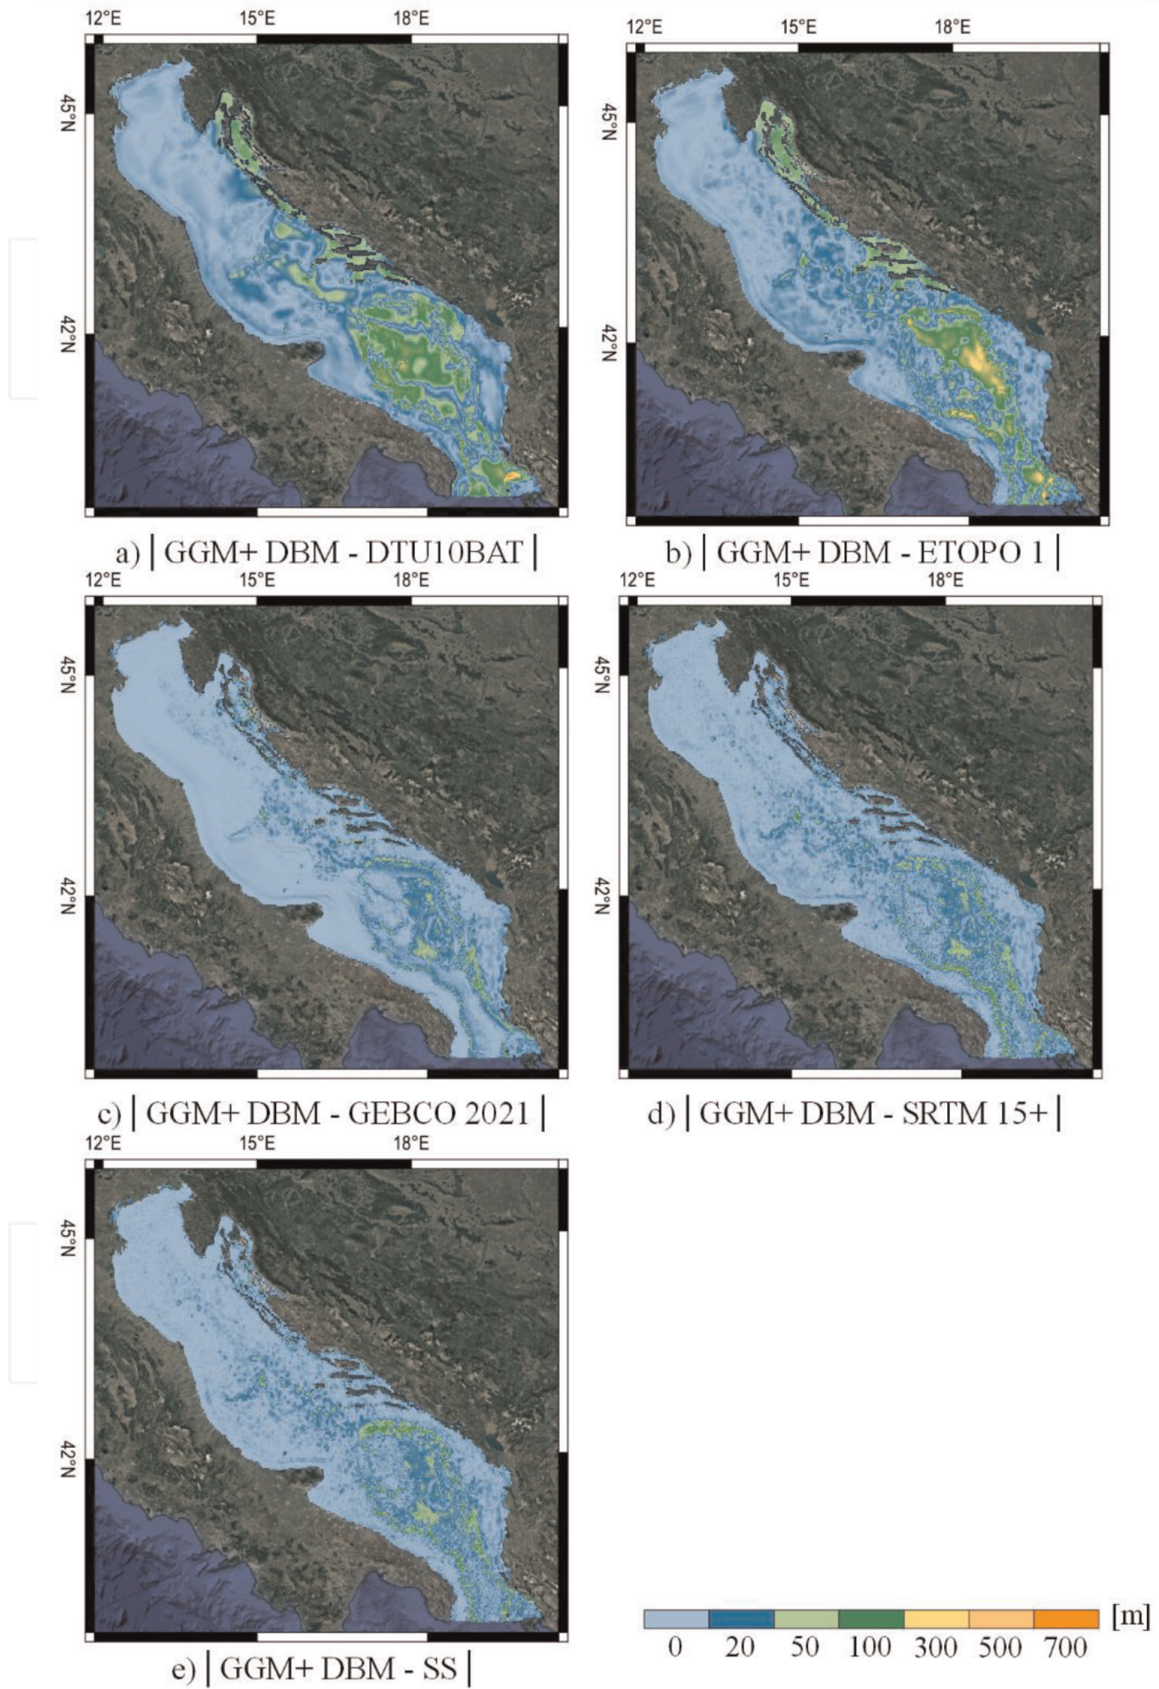 12°E 15°E 18°E
12°E 15°E 18°E
45°N
45°N
42°N
42°N
a) | GGM+ DBM - DTU10BAT |
b) | GGM+ DBM - ETOPO 1 |
12°E 15°E 18°E
12°E 15°E 18°E
45°N
45°N
42°N
42°N
c) | GGM+ DBM - GEBCO 2021 |
d) | GGM+ DBM - SRTM 15+ |
12°E 15°E 18°E
45°N
42°N
[m]
0 20 50 100 300 500 700
e) | GGM+ DBM - SS |